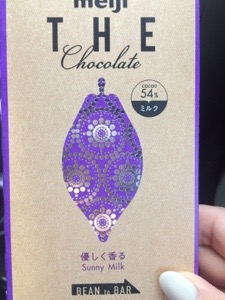 meiji
THE
Chocolate
cacao
54%
ミルク
優しく香る
Sunny Milk
BEAN to BAR